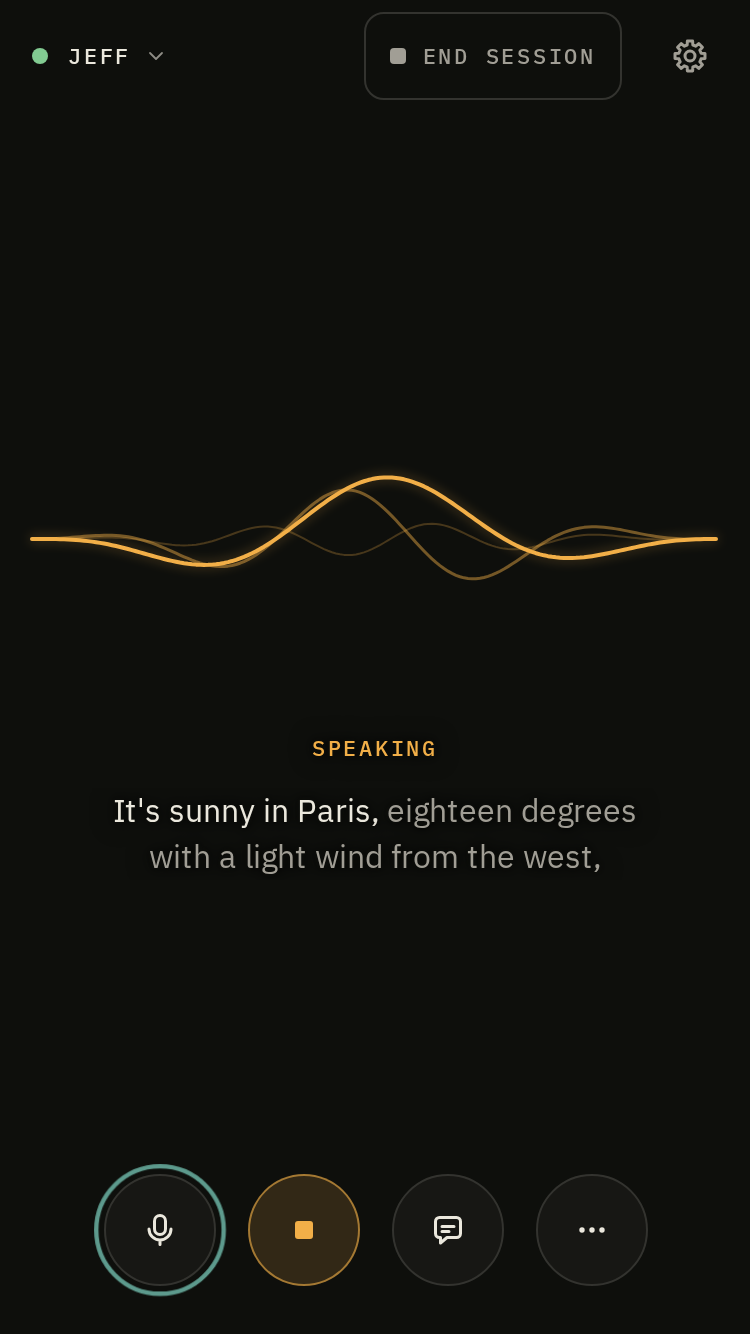 JEFF
END SESSION
SPEAKING
It's sunny in Paris, eighteen degrees
with a light wind from the west,